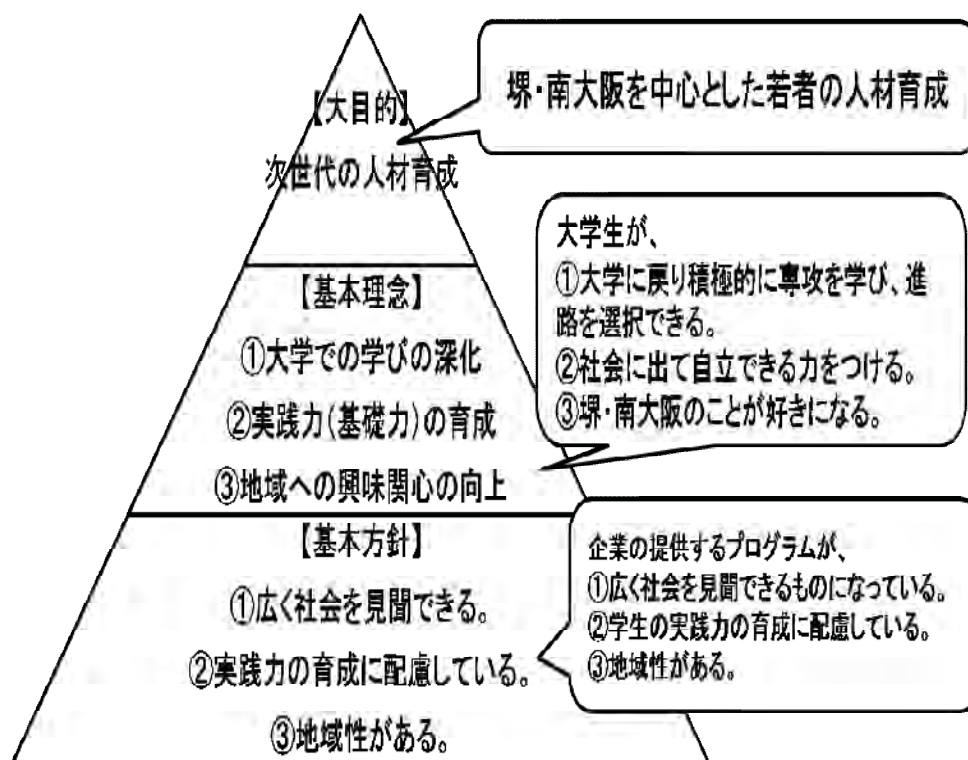 【大目的】
次世代の人材育成
堺・南大阪を中心とした若者の人材育成
【基本理念】
①大学での学びの深化
②実践力(基礎力)の育成
③地域への興味関心の向上
大学生が、
①大学に戻り積極的に専攻を学び、進
路を選択できる。
②社会に出て自立できる力をつける。
③堺・南大阪のことが好きになる。
【基本方針】
①広く社会を見聞できる。
②実践力の育成に配慮している。
③地域性がある。
企業の提供するプログラムが、
①広く社会を見聞できるものになっている。
②学生の実践力の育成に配慮している。
③地域性がある。